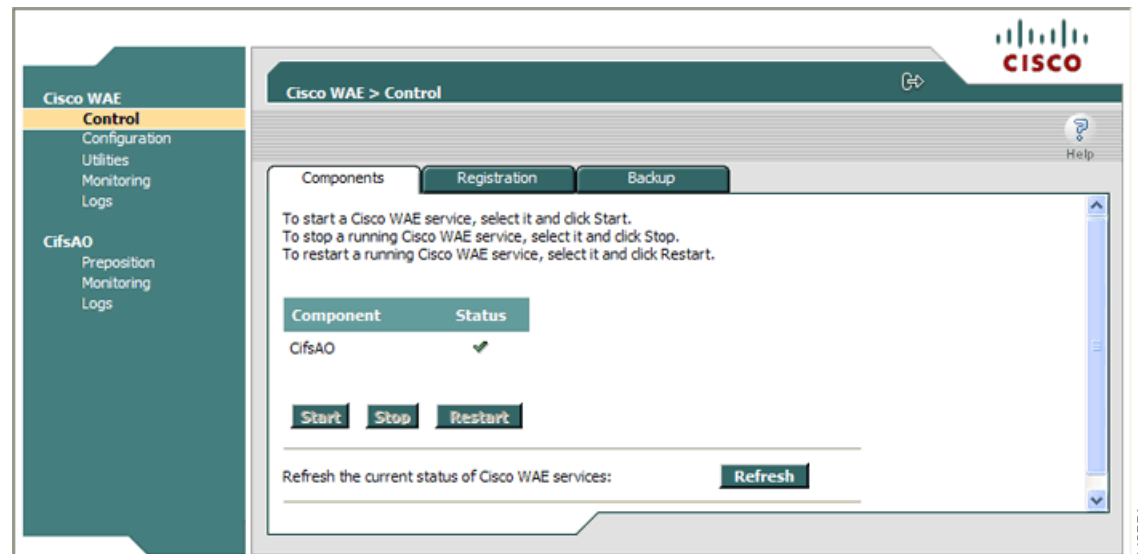 CISCO
Cisco WAE
Control
Configuration
Utilities
Monitoring
Logs
CifsAO
Preposition
Monitoring
Logs
Cisco WAE > Control
Help
Components Registration Backup
To start a Cisco WAE service, select it and click Start.
To stop a running Cisco WAE service, select it and click Stop.
To restart a running Cisco WAE service, select it and click Restart.
Component Status
CifsAO
Start Stop Restart
Refresh the current status of Cisco WAE services: Refresh